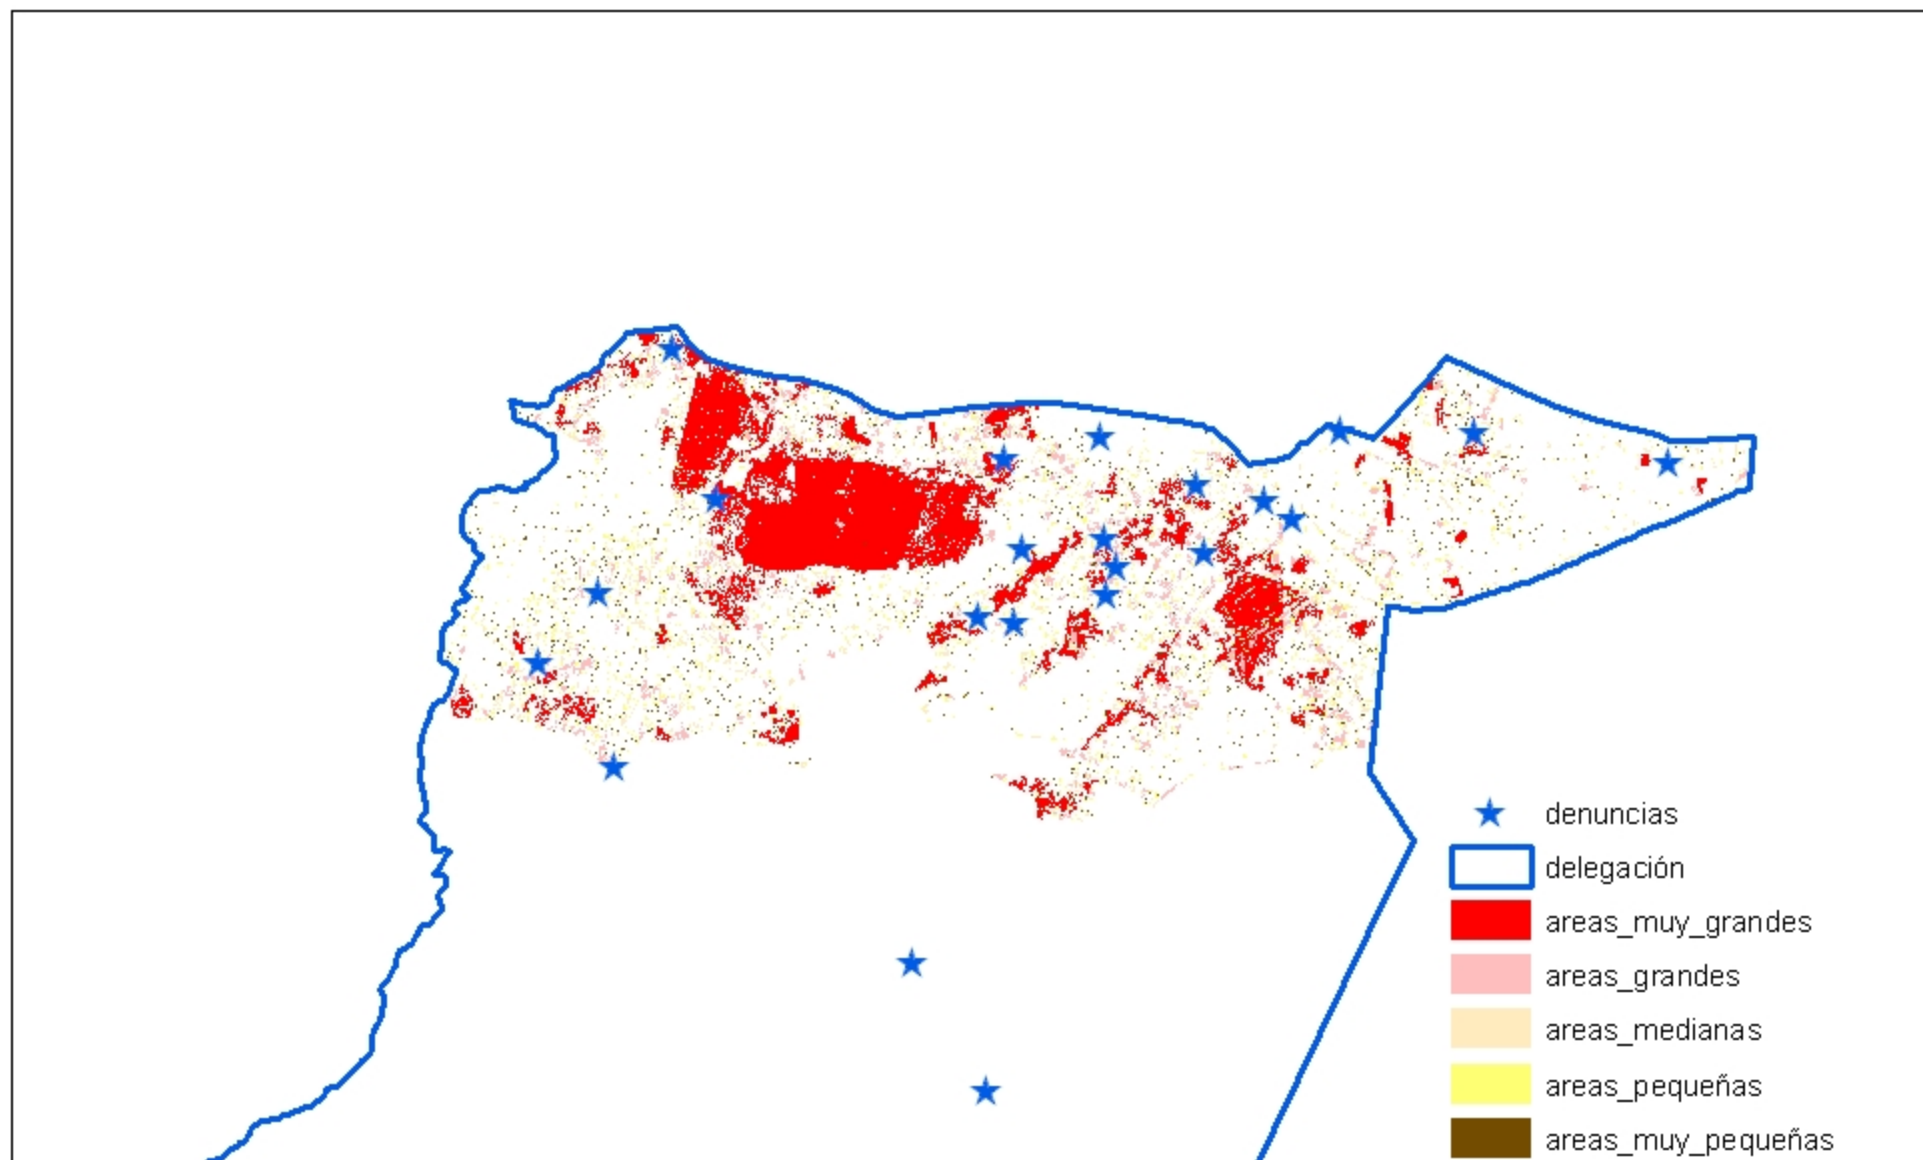 denuncias
delegación
areas_muy_grandes
areas_grandes
areas_medianas
areas_pequeñas
areas_muy_pequeñas